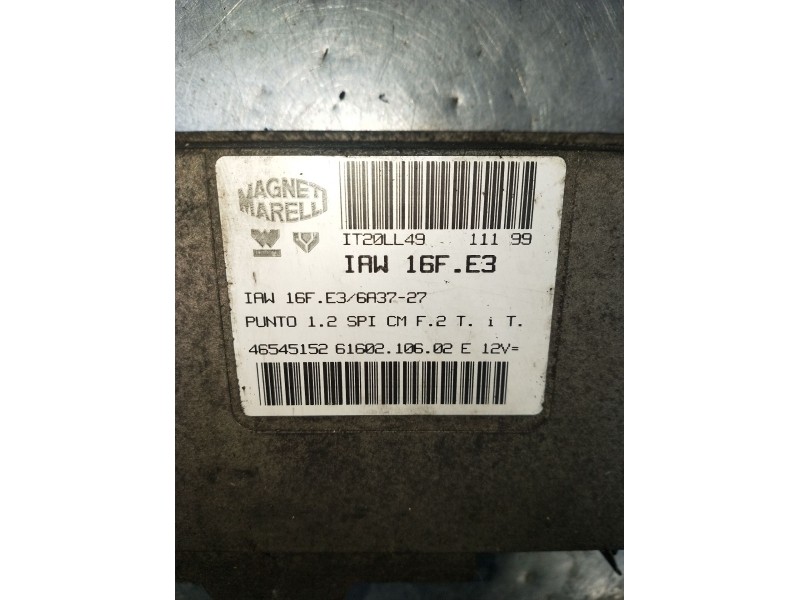 MAGNETI
MARELLI
IT20LL49 111 99
IAW 16F.E3
IAW 16F.E3/6A37-27
PUNTO 1.2 SPI CM F.2 T. i T.
46545152 61602.106.02 E 12V=